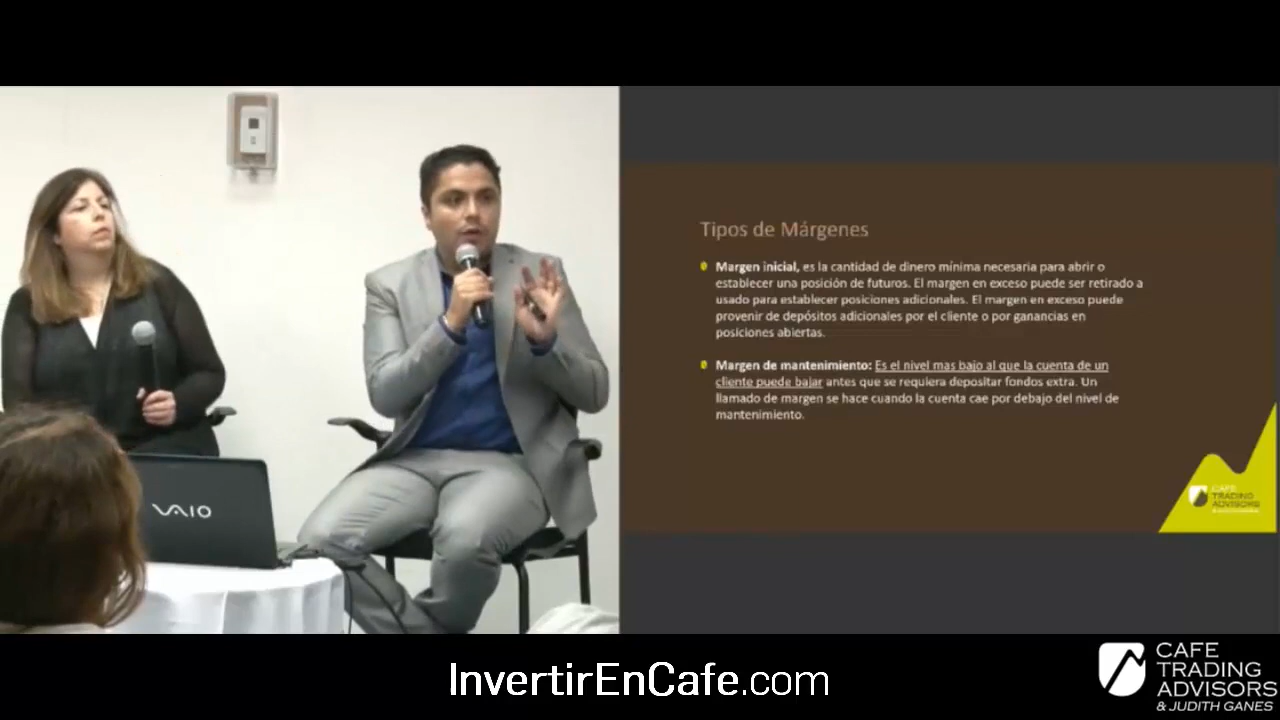 VAIO
Tipos de Márgenes
Margen inicial, es la cantidad de dinero mínima necesaria para abrir o
establecer una posición de futuros. El margen en exceso puede ser retirado a
usado para establecer posiciones adicionales. El margen en exceso puede
provenir de depósitos adicionales por el cliente o por ganancias en
posiciones abiertas.
Margen de mantenimiento: Es el nivel mas bajo al que la cuenta de un
cliente puede bajar antes que se requiera depositar fondos extra. Un
llamado de margen se hace cuando la cuenta cae por debajo del nivel de
mantenimiento.
CAFE
TRADING
ADVISORS
InvertirEnCafe.com
CAFE
TRADING
ADVISORS
& JUDITH GANES